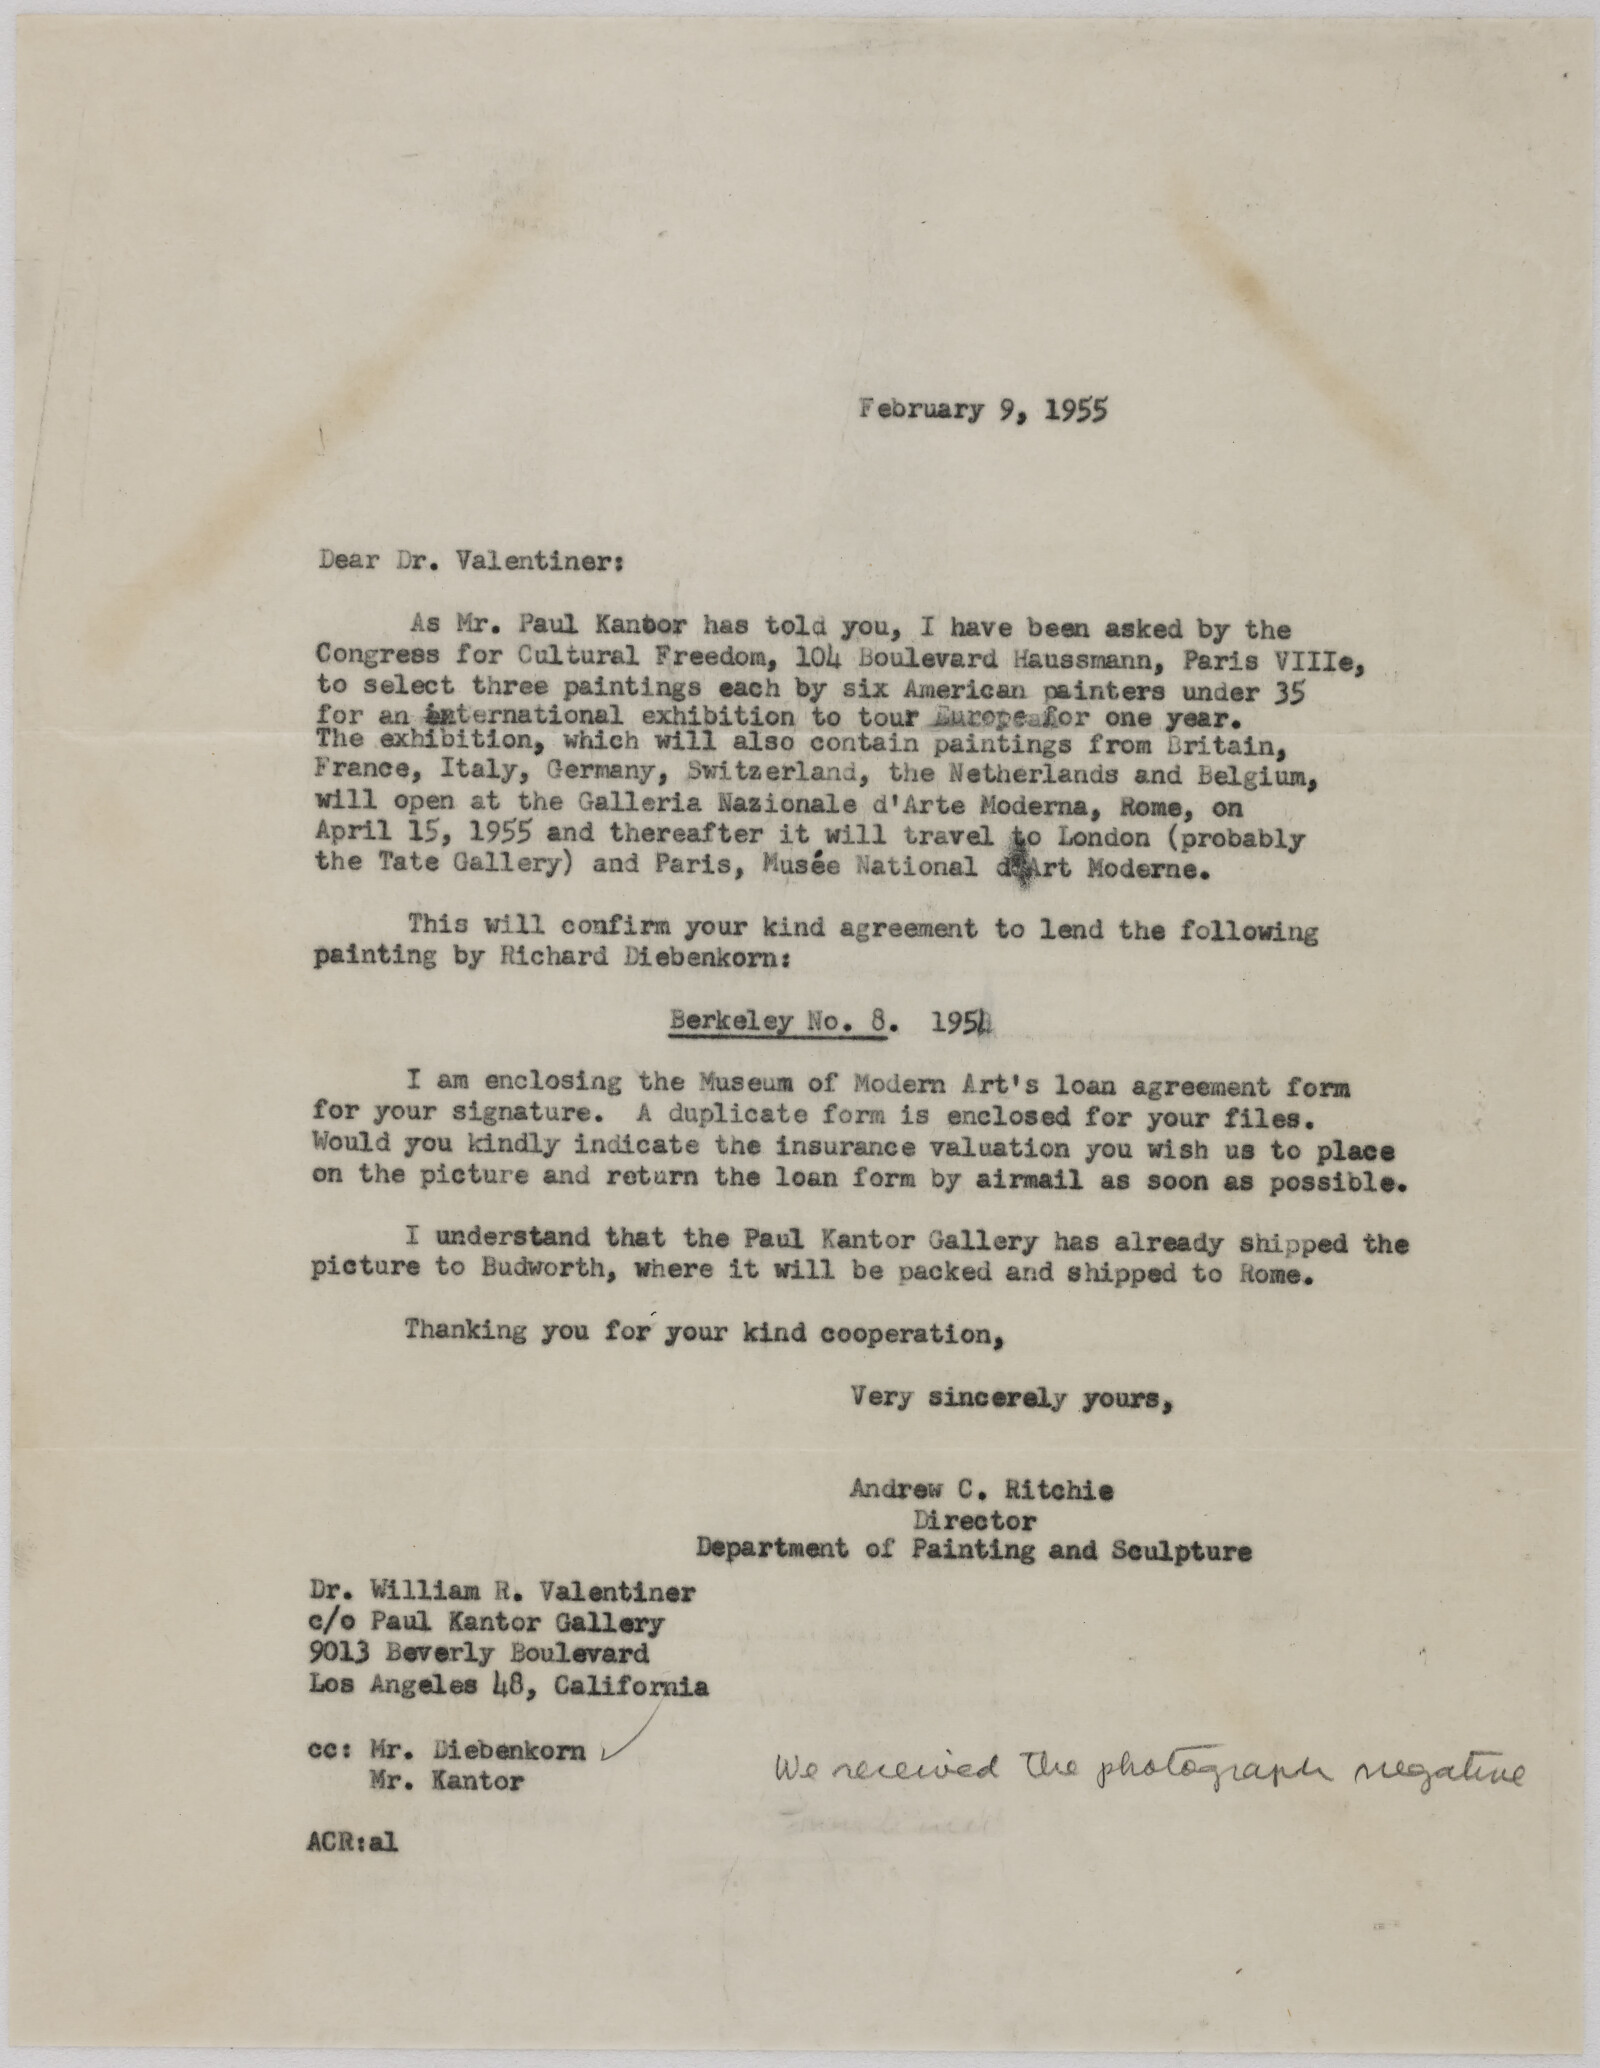 February 9, 1955
Dear Dr. Valentiner:
As Mr. Paul Kantor has told you, I have been asked by the
Congress for Cultural Freedom, 104 Boulevard Haussmann, Paris VIIIe,
to select three paintings each by six American painters under 35
for an international exhibition to tour Europe for one year.
The exhibition, which will also contain paintings from Britain,
France, Italy, Germany, Switzerland, the Netherlands and Belgium,
will open at the Galleria Nazionale d'Arte Moderna, Rome, on
April 15, 1955 and thereafter it will travel to London (probably
the Tate Gallery) and Paris, Musée National d'Art Moderne.
This will confirm your kind agreement to lend the following
painting by Richard Diebenkorn:
Berkeley No. 8. 1954
I am enclosing the Museum of Modern Art's loan agreement form
for your signature. A duplicate form is enclosed for your files.
Would you kindly indicate the insurance valuation you wish us to place
on the picture and return the loan form by airmail as soon as possible.
I understand that the Paul Kantor Gallery has already shipped the
picture to Budworth, where it will be packed and shipped to Rome.
Thanking you for your kind cooperation,
Very sincerely yours,
Andrew C. Ritchie
Director
Department of Painting and Sculpture
Dr. William R. Valentiner
c/o Paul Kantor Gallery
9013 Beverly Boulevard
Los Angeles 48, California
cc: Mr. Diebenkorn ✓
Mr. Kantor
We received the photograph negative
ACR:al